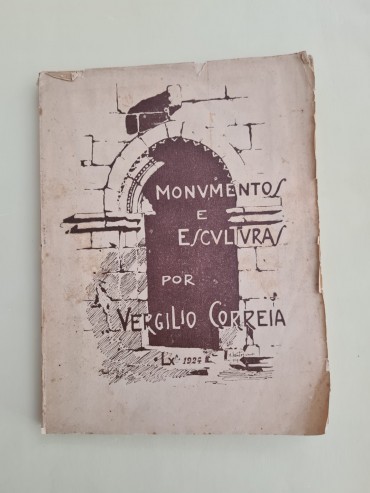 MONVMENTOS
E
ESCVLTVRAS
POR
VERGILIO CORREIA
•Lx• 1924